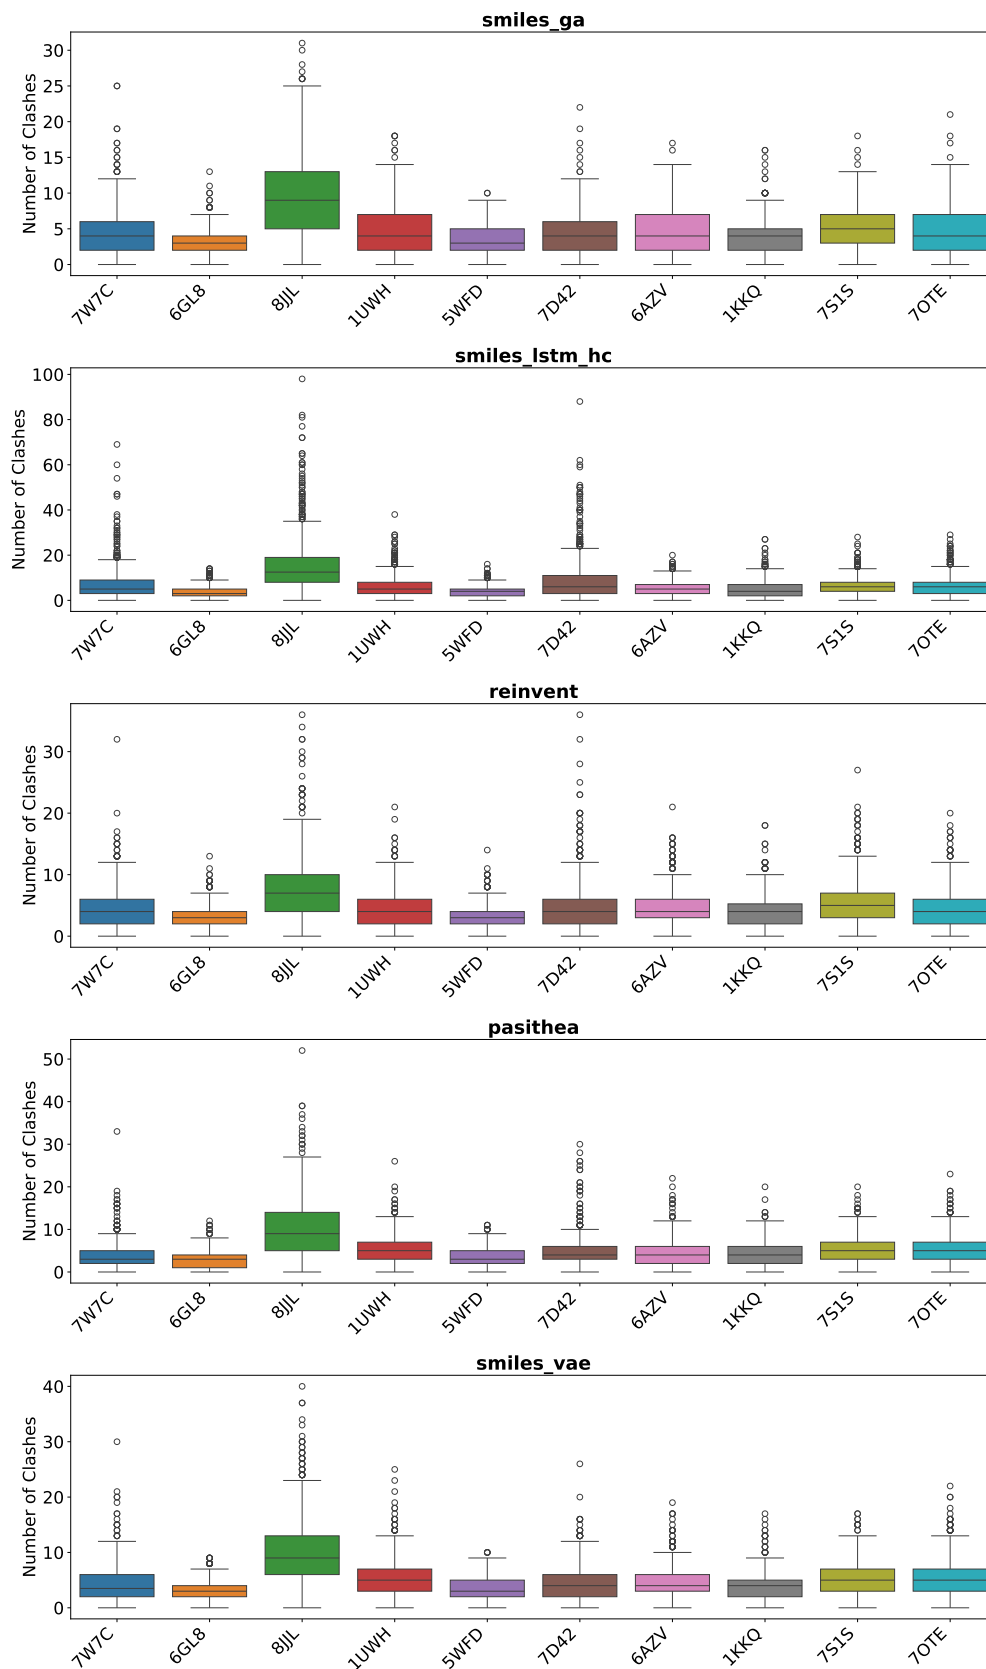 smiles_ga
Number of Clashes
30
25
20
15
10
5
0
7W7C 6GL8 8JJL 1UWH 5WFD 7D42 6AZV 1KKQ 7S1S 7OTE
smiles_lstm_hc
Number of Clashes
100
80
60
40
20
0
7W7C 6GL8 8JJL 1UWH 5WFD 7D42 6AZV 1KKQ 7S1S 7OTE
reinvent
Number of Clashes
30
20
10
0
7W7C 6GL8 8JJL 1UWH 5WFD 7D42 6AZV 1KKQ 7S1S 7OTE
pasithea
Number of Clashes
50
40
30
20
10
0
7W7C 6GL8 8JJL 1UWH 5WFD 7D42 6AZV 1KKQ 7S1S 7OTE
smiles_vae
Number of Clashes
40
30
20
10
0
7W7C 6GL8 8JJL 1UWH 5WFD 7D42 6AZV 1KKQ 7S1S 7OTE